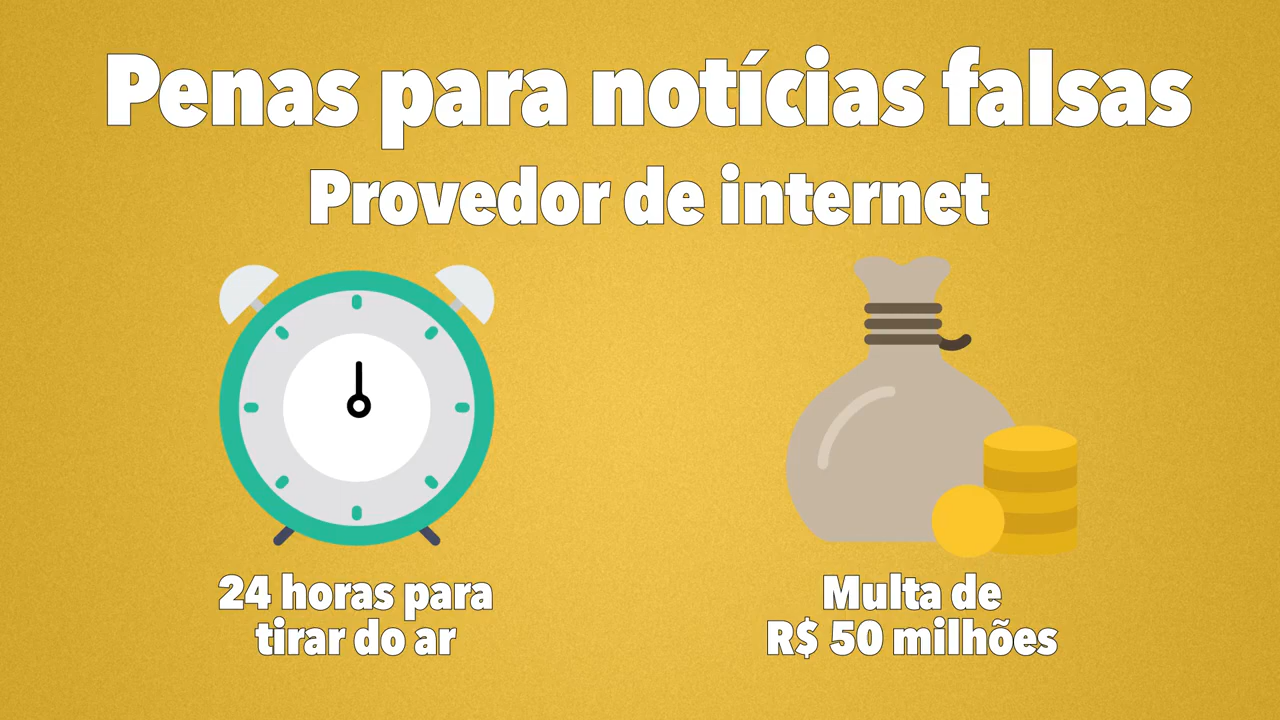 Penas para notícias falsas
Provedor de internet
24 horas para
tirar do ar
Multa de
R$ 50 milhões